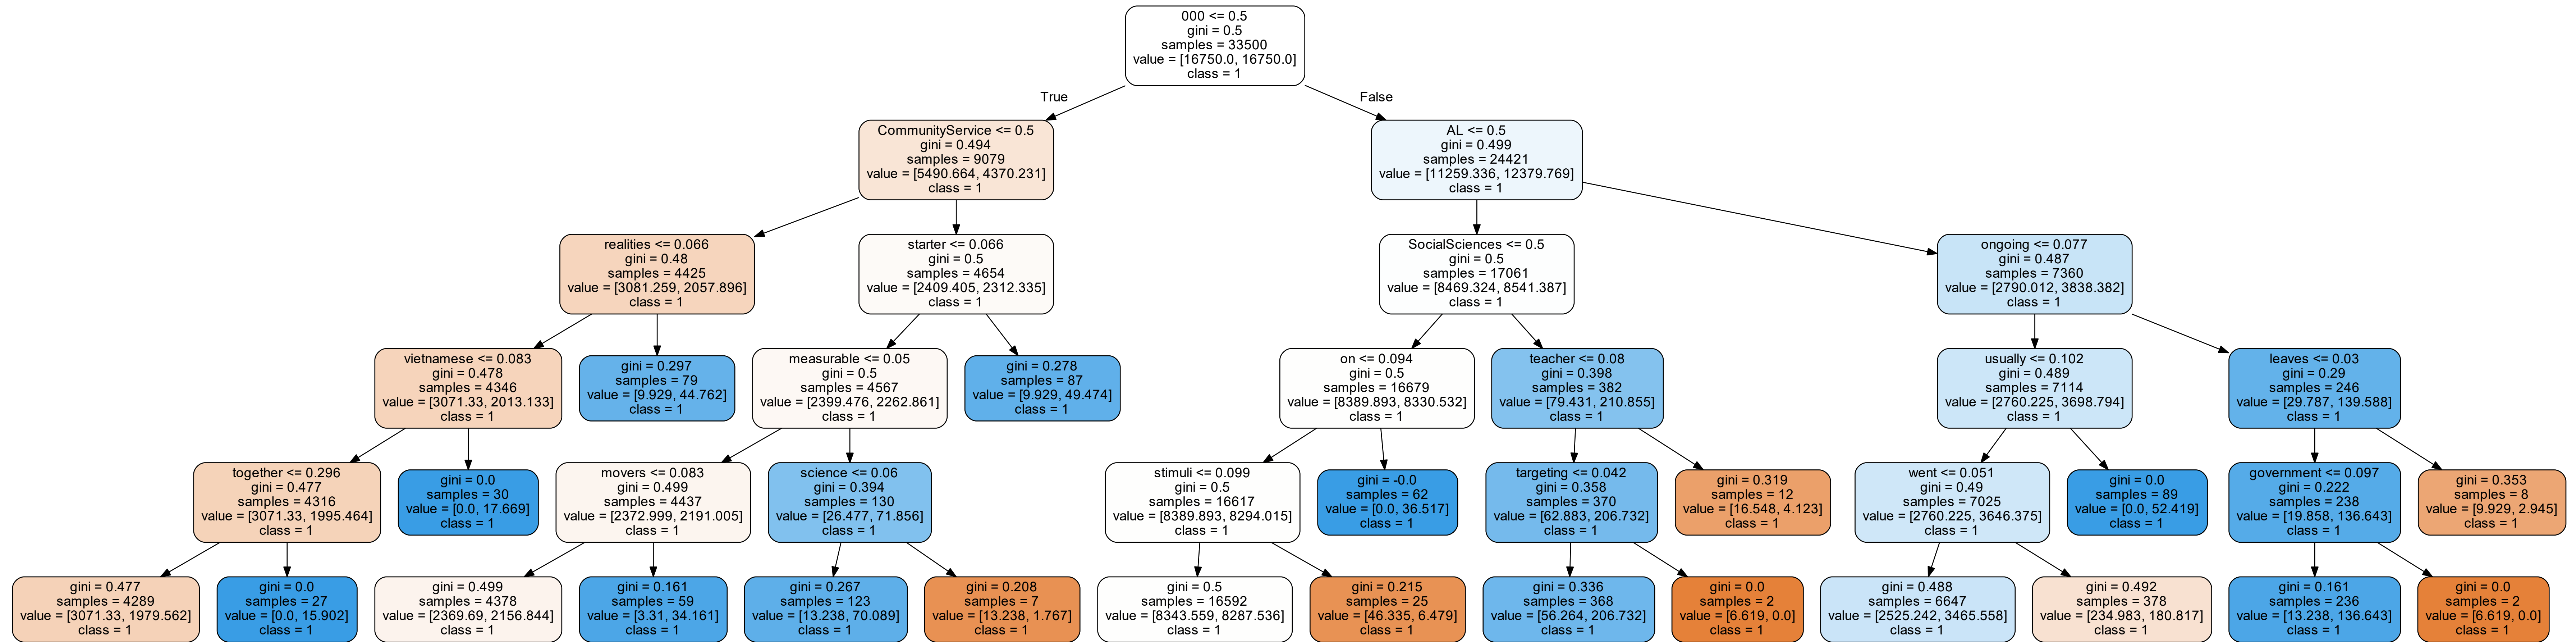 000 <= 0.5
gini = 0.5
samples = 33500
value = [16750.0, 16750.0]
class = 1
True
False
CommunityService <= 0.5
gini = 0.494
samples = 9079
value = [5490.664, 4370.231]
class = 1
AL <= 0.5
gini = 0.499
samples = 24421
value = [11259.336, 12379.769]
class = 1
realities <= 0.066
gini = 0.48
samples = 4425
value = [3081.259, 2057.896]
class = 1
starter <= 0.066
gini = 0.5
samples = 4654
value = [2409.405, 2312.335]
class = 1
SocialSciences <= 0.5
gini = 0.5
samples = 17061
value = [8469.324, 8541.387]
class = 1
ongoing <= 0.077
gini = 0.487
samples = 7360
value = [2790.012, 3838.382]
class = 1
vietnamese <= 0.083
gini = 0.478
samples = 4346
value = [3071.33, 2013.133]
class = 1
gini = 0.297
samples = 79
value = [9.929, 44.762]
class = 1
measurable <= 0.05
gini = 0.5
samples = 4567
value = [2399.476, 2262.861]
class = 1
gini = 0.278
samples = 87
value = [9.929, 49.474]
class = 1
on <= 0.094
gini = 0.5
samples = 16679
value = [8389.893, 8330.532]
class = 1
teacher <= 0.08
gini = 0.398
samples = 382
value = [79.431, 210.855]
class = 1
usually <= 0.102
gini = 0.489
samples = 7114
value = [2760.225, 3698.794]
class = 1
leaves <= 0.03
gini = 0.29
samples = 246
value = [29.787, 139.588]
class = 1
together <= 0.296
gini = 0.477
samples = 4316
value = [3071.33, 1995.464]
class = 1
gini = 0.0
samples = 30
value = [0.0, 17.669]
class = 1
movers <= 0.083
gini = 0.499
samples = 4437
value = [2372.999, 2191.005]
class = 1
science <= 0.06
gini = 0.394
samples = 130
value = [26.477, 71.856]
class = 1
stimuli <= 0.099
gini = 0.5
samples = 16617
value = [8389.893, 8294.015]
class = 1
gini = -0.0
samples = 62
value = [0.0, 36.517]
class = 1
targeting <= 0.042
gini = 0.358
samples = 370
value = [62.883, 206.732]
class = 1
gini = 0.319
samples = 12
value = [16.548, 4.123]
class = 1
went <= 0.051
gini = 0.49
samples = 7025
value = [2760.225, 3646.375]
class = 1
gini = 0.0
samples = 89
value = [0.0, 52.419]
class = 1
government <= 0.097
gini = 0.222
samples = 238
value = [19.858, 136.643]
class = 1
gini = 0.353
samples = 8
value = [9.929, 2.945]
class = 1
gini = 0.477
samples = 4289
value = [3071.33, 1979.562]
class = 1
gini = 0.0
samples = 27
value = [0.0, 15.902]
class = 1
gini = 0.499
samples = 4378
value = [2369.69, 2156.844]
class = 1
gini = 0.161
samples = 59
value = [3.31, 34.161]
class = 1
gini = 0.267
samples = 123
value = [13.238, 70.089]
class = 1
gini = 0.208
samples = 7
value = [13.238, 1.767]
class = 1
gini = 0.5
samples = 16592
value = [8343.559, 8287.536]
class = 1
gini = 0.215
samples = 25
value = [46.335, 6.479]
class = 1
gini = 0.336
samples = 368
value = [56.264, 206.732]
class = 1
gini = 0.0
samples = 2
value = [6.619, 0.0]
class = 1
gini = 0.488
samples = 6647
value = [2525.242, 3465.558]
class = 1
gini = 0.492
samples = 378
value = [234.983, 180.817]
class = 1
gini = 0.161
samples = 236
value = [13.238, 136.643]
class = 1
gini = 0.0
samples = 2
value = [6.619, 0.0]
class = 1